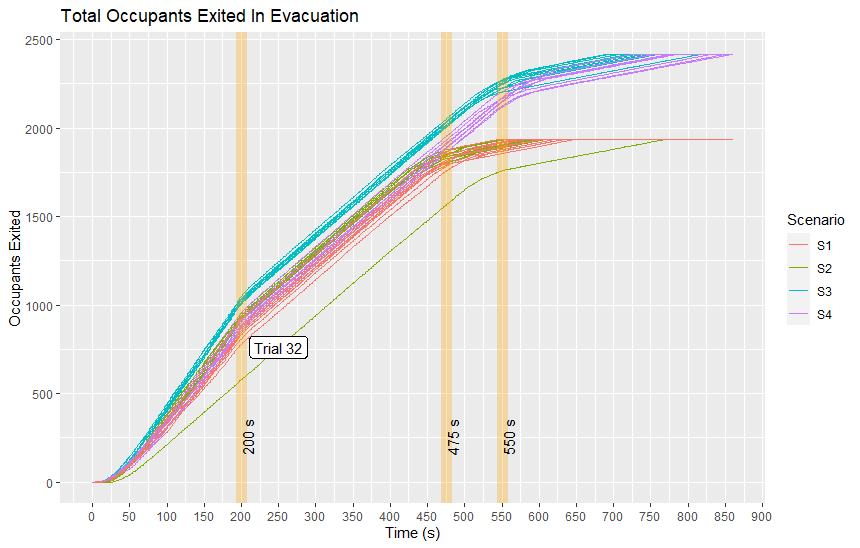 Total Occupants Exited In Evacuation
2500
2000
1500
1000
500
0
Occupants Exited
Trial 32
200 s
475 s
550 s
0 50 100 150 200 250 300 350 400 450 500 550 600 650 700 750 800 850 900
Time (s)
Scenario
S1
S2
S3
S4